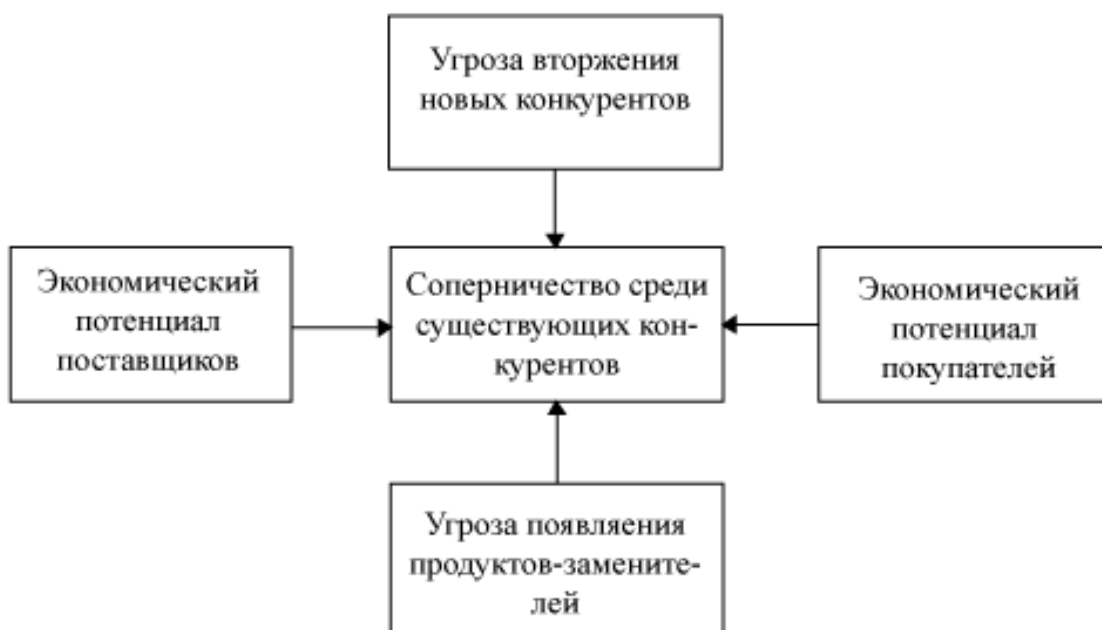 Угроза вторжения
новых конкурентов
Экономический
потенциал
поставщиков
Соперничество среди
существующих кон-
курентов
Экономический
потенциал
покупателей
Угроза появляения
продуктов-замените-
лей